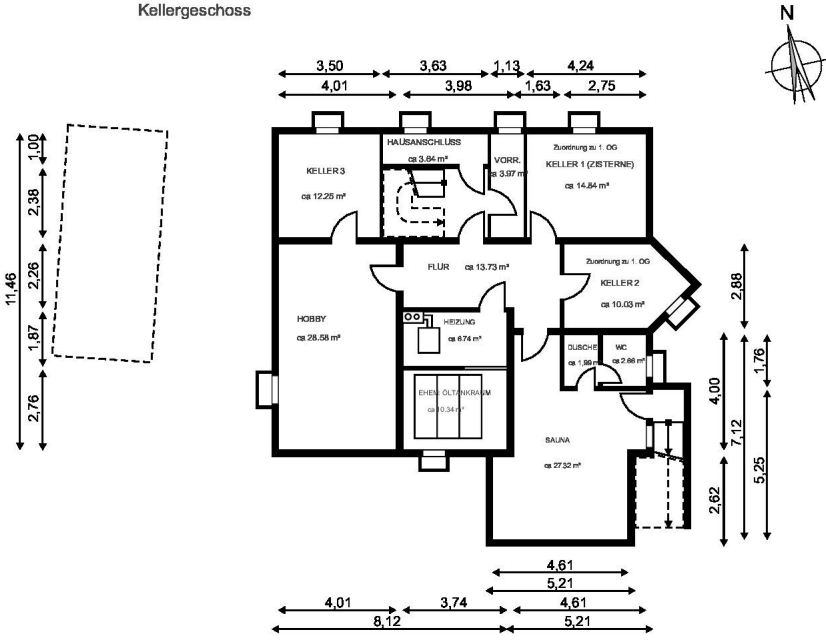 Kellergeschoss
N
3,50
3,63
1,13
4,24
4,01
3,98
1,63
2,75
HAUSANSCHLUSS
ca 3.64 m²
VORR.
ca 3.97 m²
Zuordnung zu 1. OG
KELLER 1 (ZISTERNE)
ca 14.84 m²
KELLER 3
ca 12.25 m²
1,00
2,38
2,26
1,87
2,76
11,46
FLUR ca 13.73 m²
Zuordnung zu 1. OG
KELLER 2
ca 10.03 m²
HOBBY
ca 28.58 m²
HEIZUNG
ca 6.74 m²
DUSCHE
ca 1,99 m²
WC
ca 2.66 m²
EHEM. ÖLTANKRAUM
ca 10.34 m²
SAUNA
ca 27.32 m²
2,88
4,00
1,76
7,12
5,25
2,62
4,61
5,21
4,01
3,74
4,61
8,12
5,21